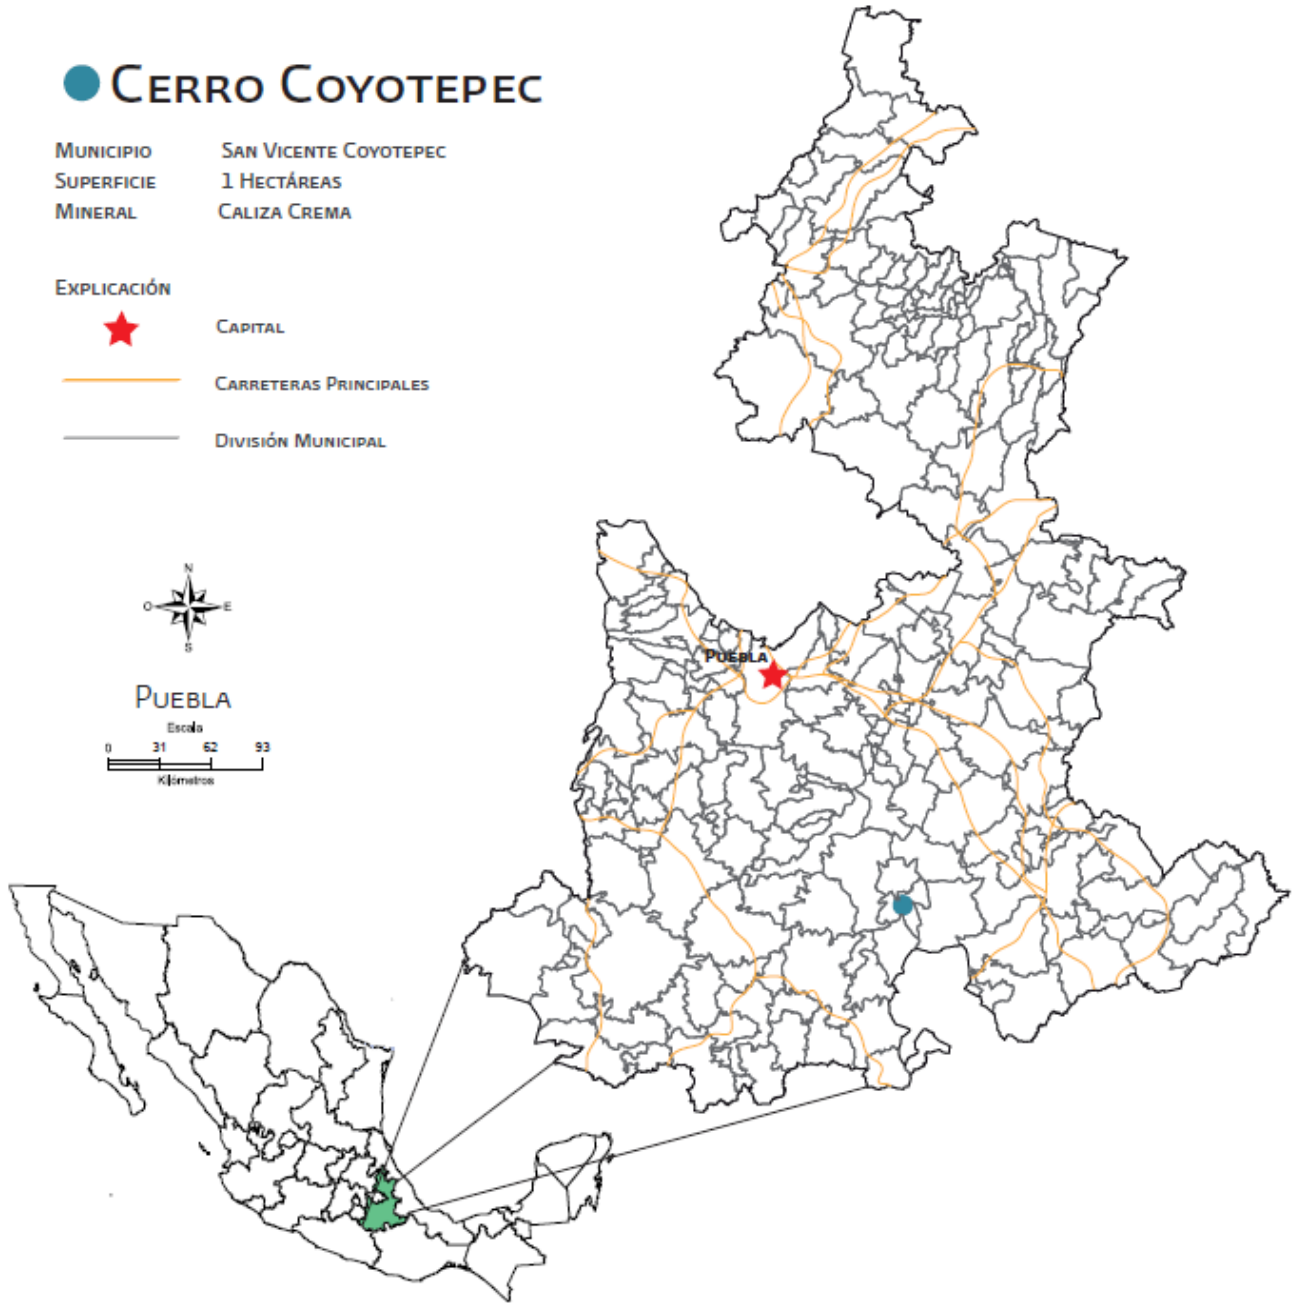 Cerro Coyotepec
Municipio San Vicente Coyotepec
Superficie 1 Hectáreas
Mineral Caliza Crema
Explicación
Capital
Carreteras Principales
División Municipal
N
O E
S
Puebla
Puebla
Escala
0 31 62 93
Kilómetros